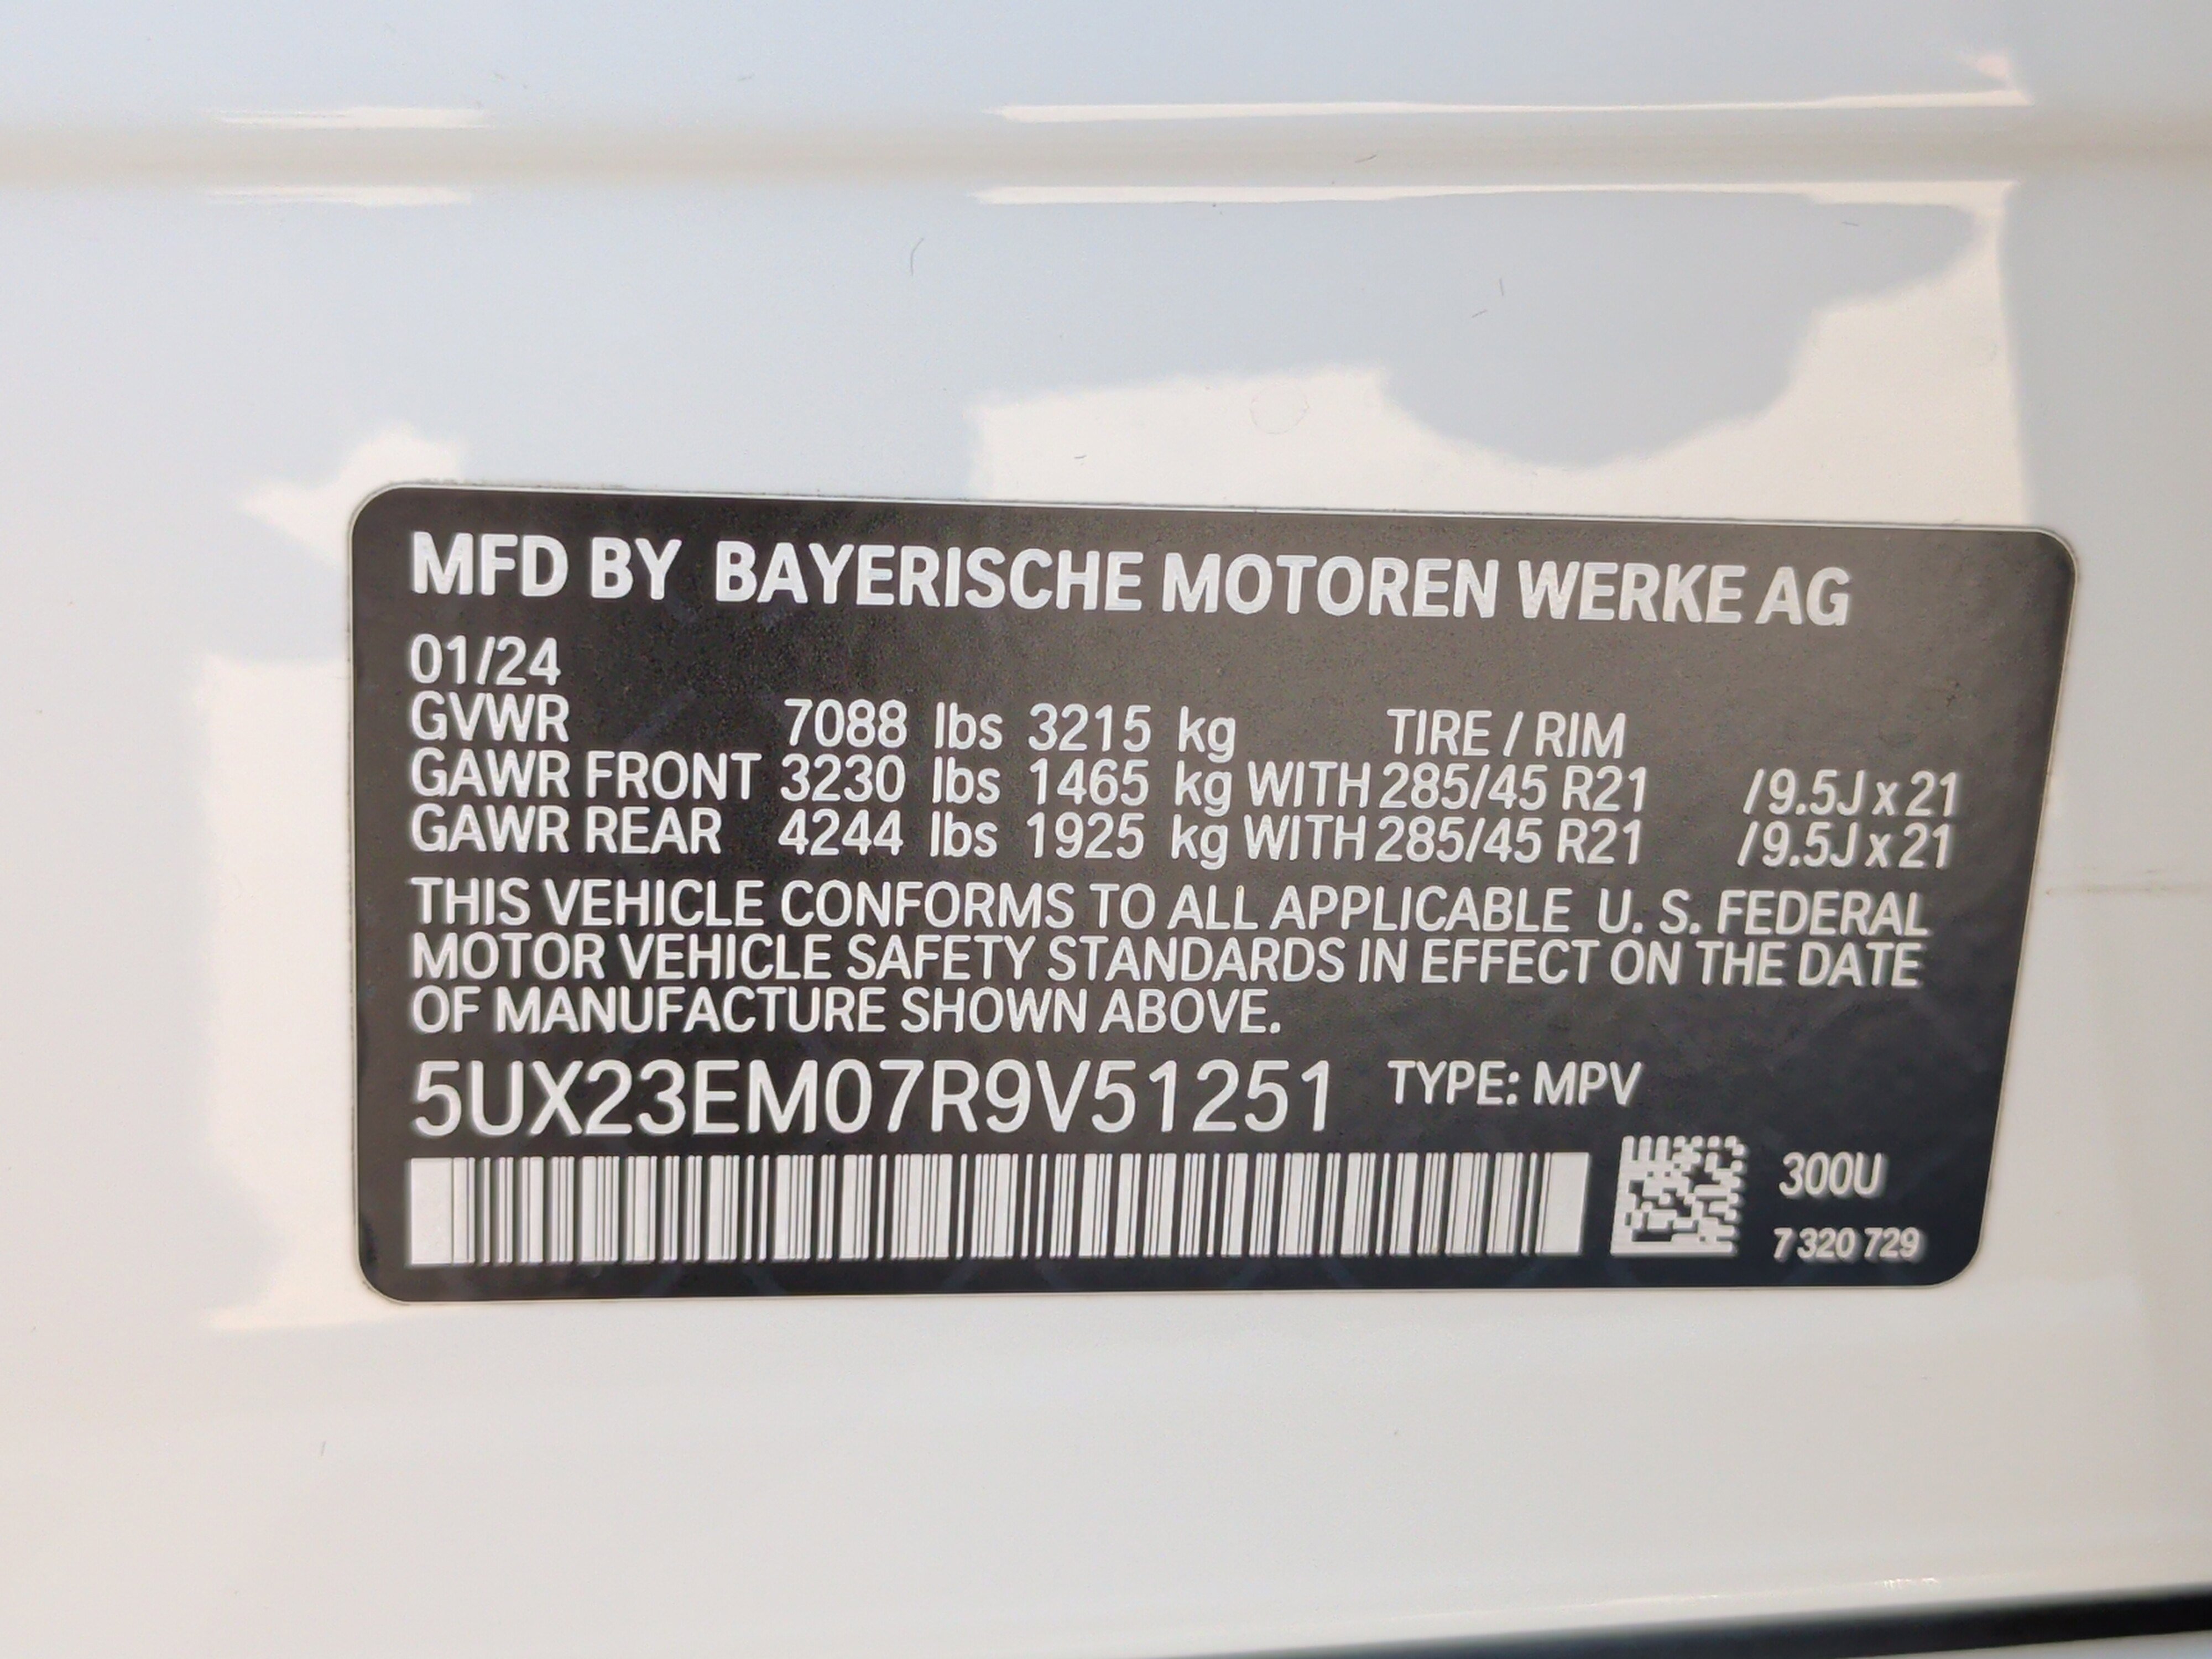 MFD BY BAYERISCHE MOTOREN WERKE AG
01/24
GVWR 7088 lbs 3215 kg TIRE / RIM
GAWR FRONT 3230 lbs 1465 kg WITH 285/45 R21 /9.5J x 21
GAWR REAR 4244 lbs 1925 kg WITH 285/45 R21 /9.5J x 21
THIS VEHICLE CONFORMS TO ALL APPLICABLE U. S. FEDERAL
MOTOR VEHICLE SAFETY STANDARDS IN EFFECT ON THE DATE
OF MANUFACTURE SHOWN ABOVE.
5UX23EM07R9V51251 TYPE: MPV
300U
7 320 729